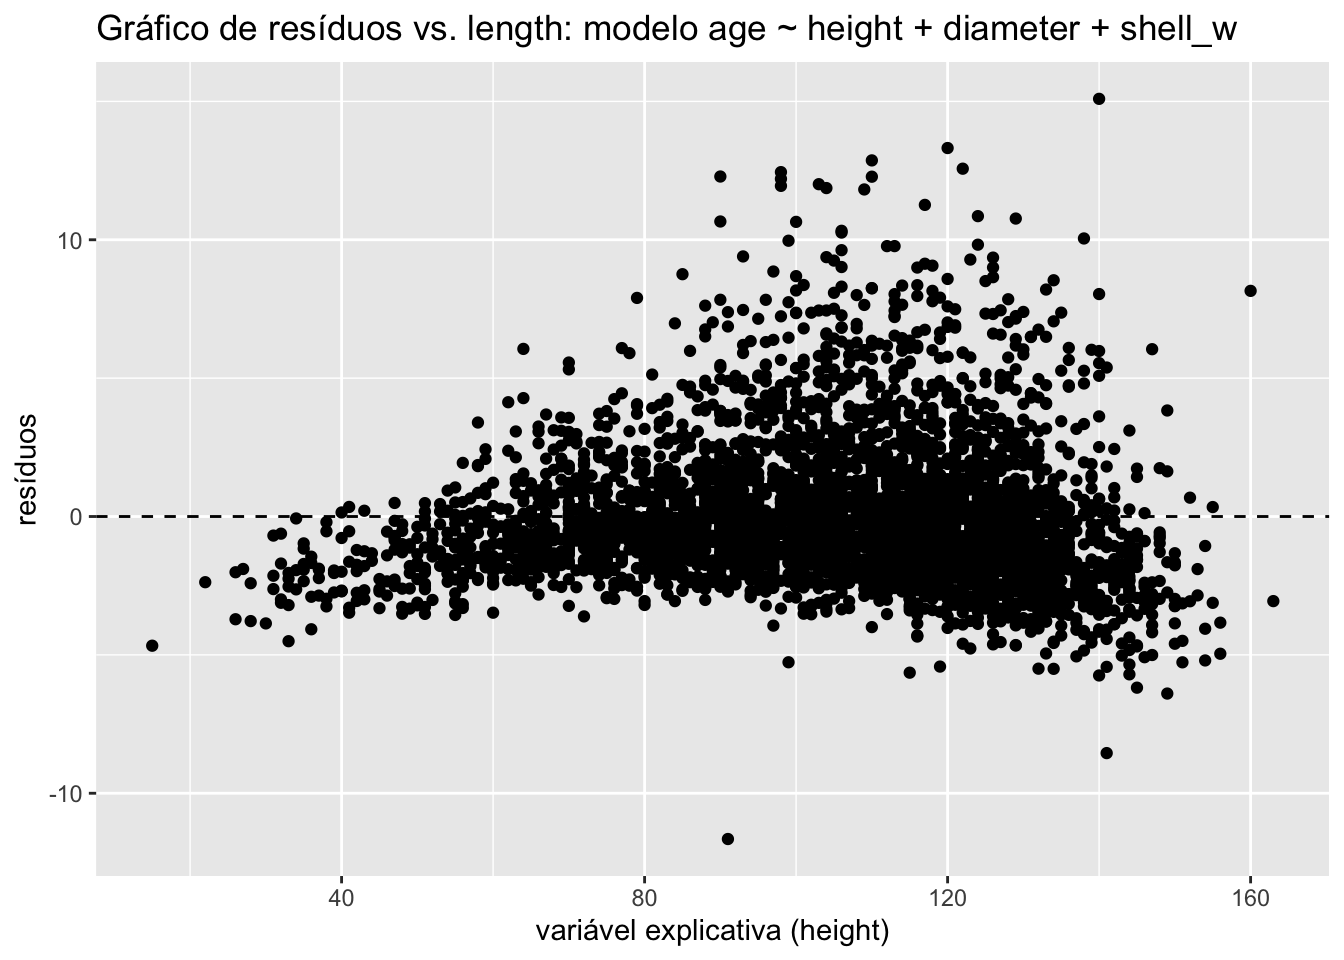 Gráfico de resíduos vs. length: modelo age ~ height + diameter + shell_w
10
0
-10
resíduos
40 80 120 160
variável explicativa (height)